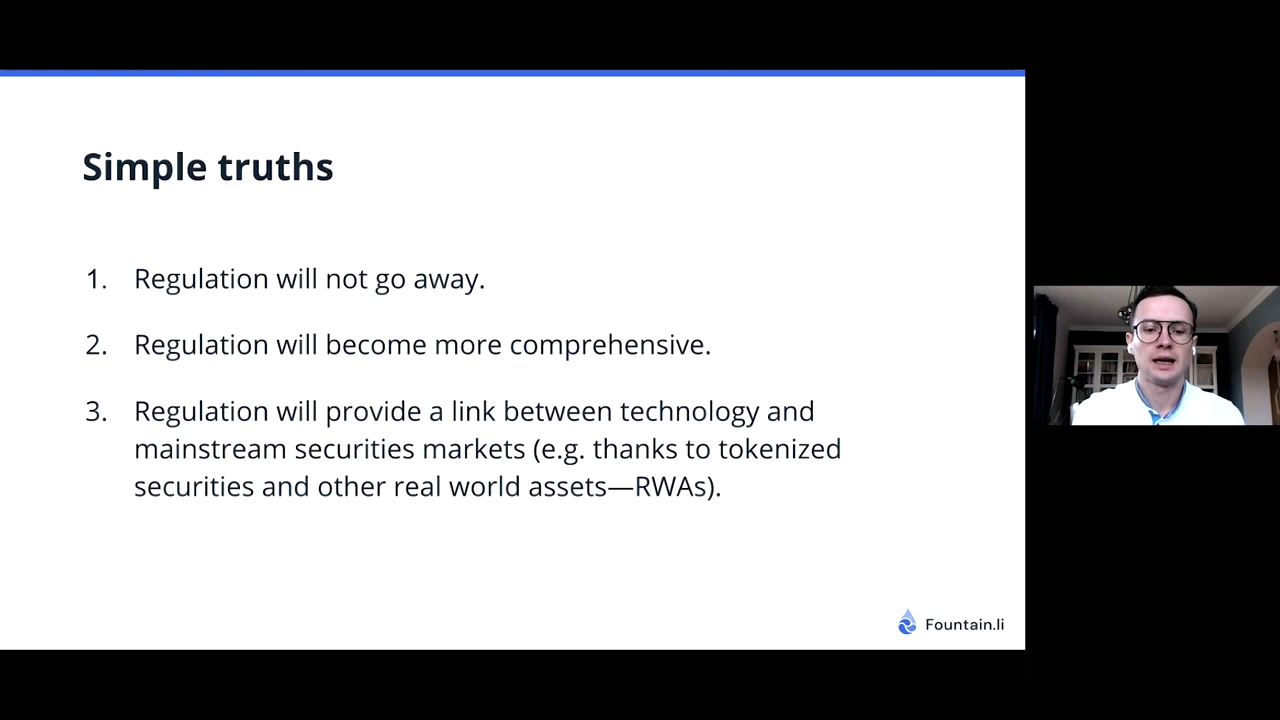 Simple truths
1. Regulation will not go away.
2. Regulation will become more comprehensive.
3. Regulation will provide a link between technology and
mainstream securities markets (e.g. thanks to tokenized
securities and other real world assets—RWAs).
Fountain.li